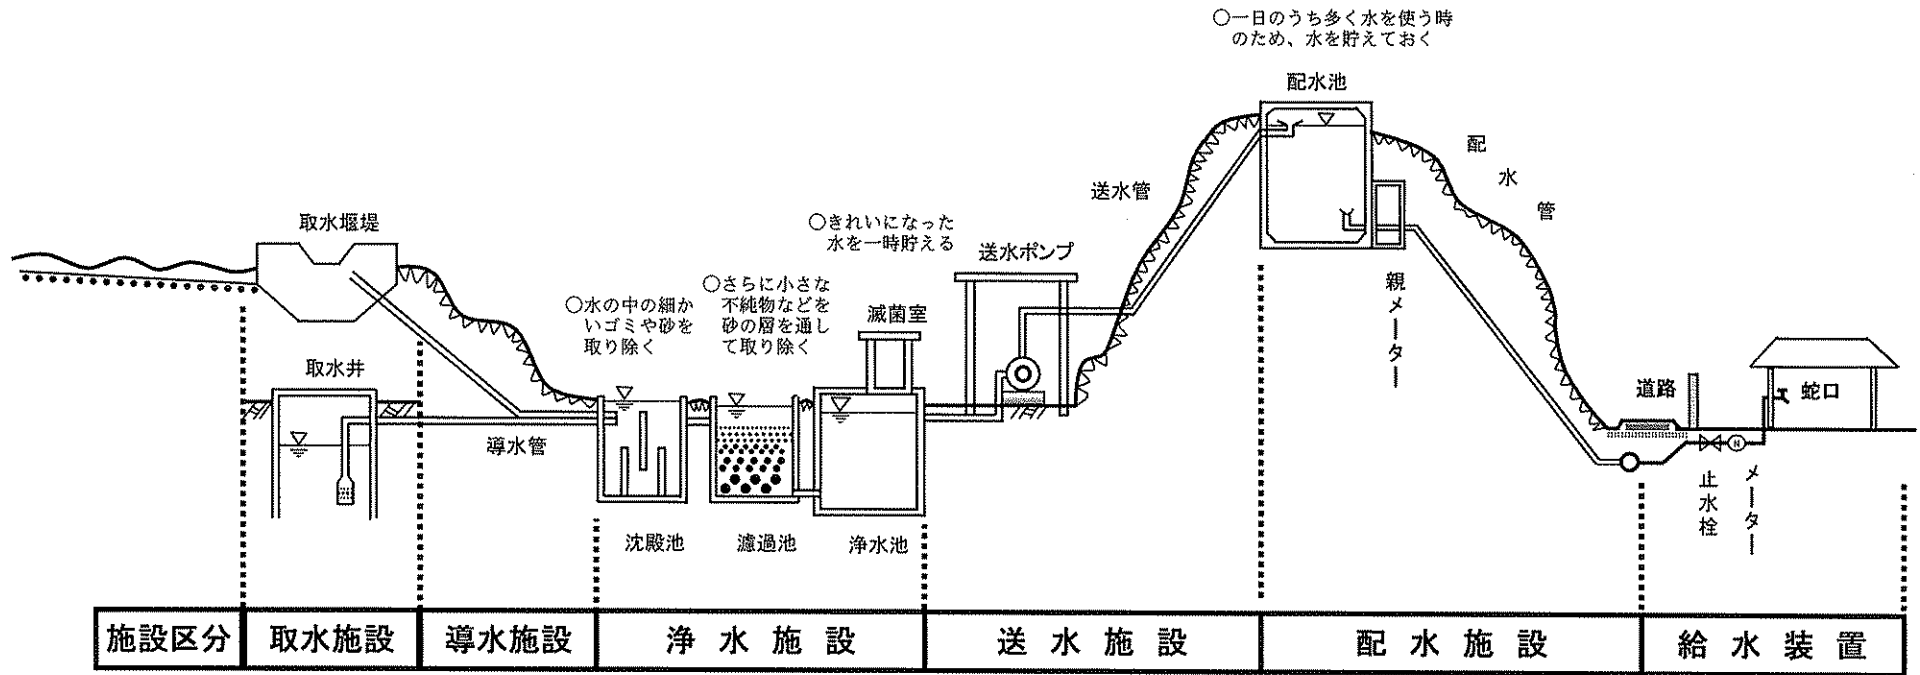 ○一日のうち多く水を使う時
のため、水を貯えておく
配水池
配水管
送水管
取水堰堤
○きれいになった
水を一時貯える
送水ポンプ
○さらに小さな
不純物などを
砂の層を通し
て取り除く
○水の中の細か
いゴミや砂を
取り除く
滅菌室
親メーター
取水井
道路
蛇口
導水管
N
止水栓
メーター
沈殿池
濾過池
浄水池
施設区分
取水施設
導水施設
浄水施設
送水施設
配水施設
給水装置